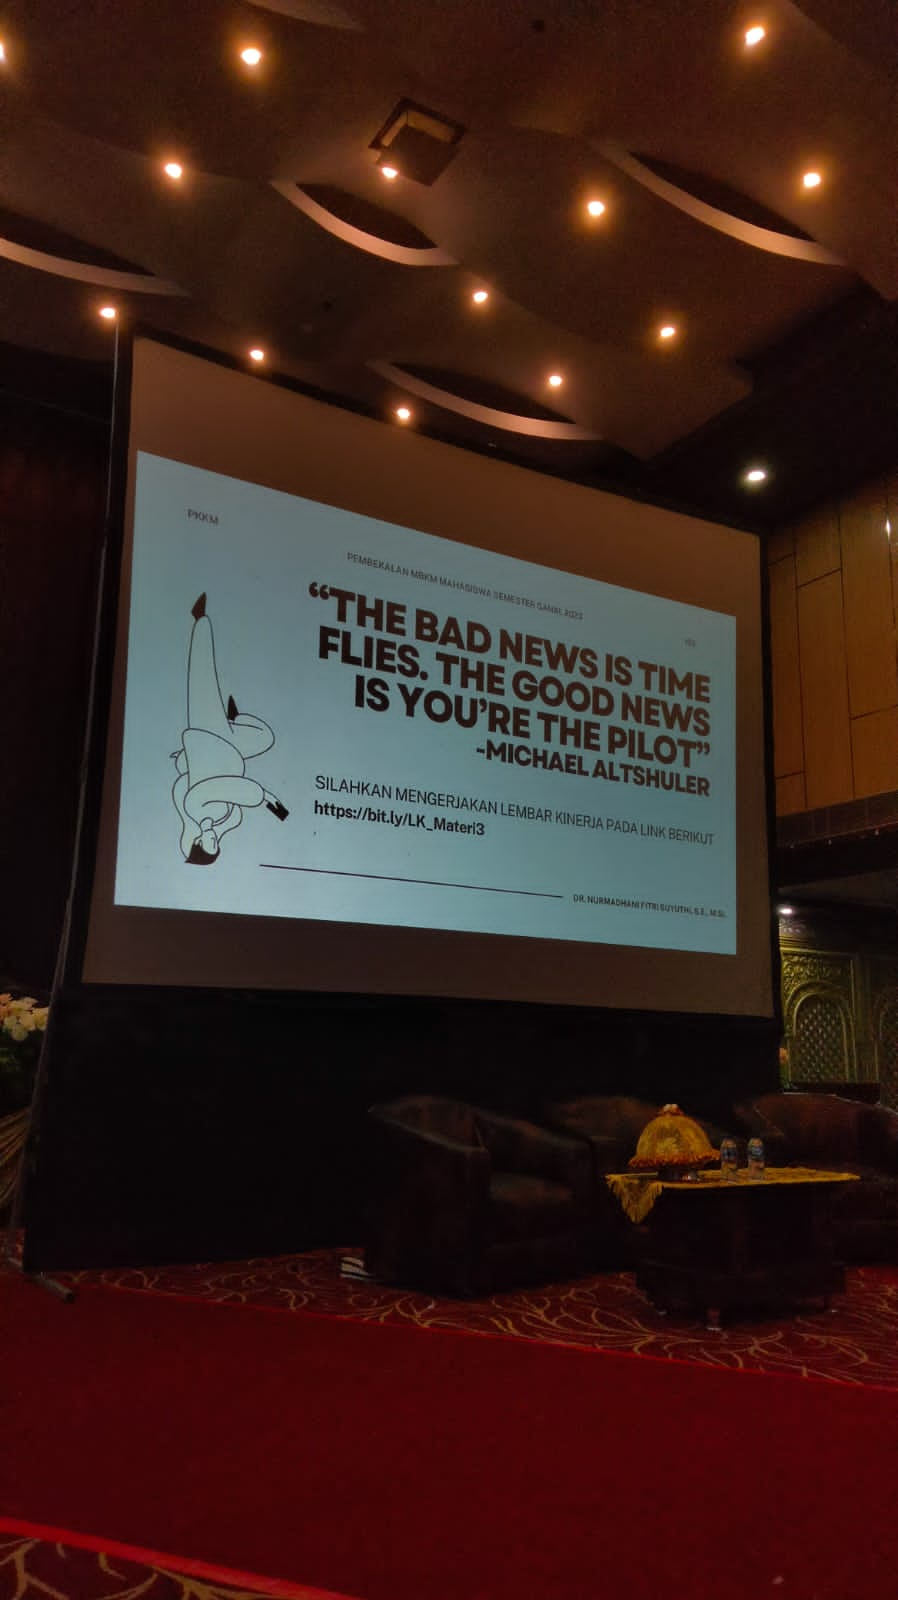 PKKM
PEMBEKALAN MBKM MAHASISWA SEMESTER GANJIL 2023
“THE BAD NEWS IS TIME
FLIES. THE GOOD NEWS
IS YOU’RE THE PILOT”
-MICHAEL ALTSHULER
SILAHKAN MENGERJAKAN LEMBAR KINERJA PADA LINK BERIKUT
https://bit.ly/LK_Materi3
DR. NURMADHANI FITRI SUYUTHI, S.E., M.SI.